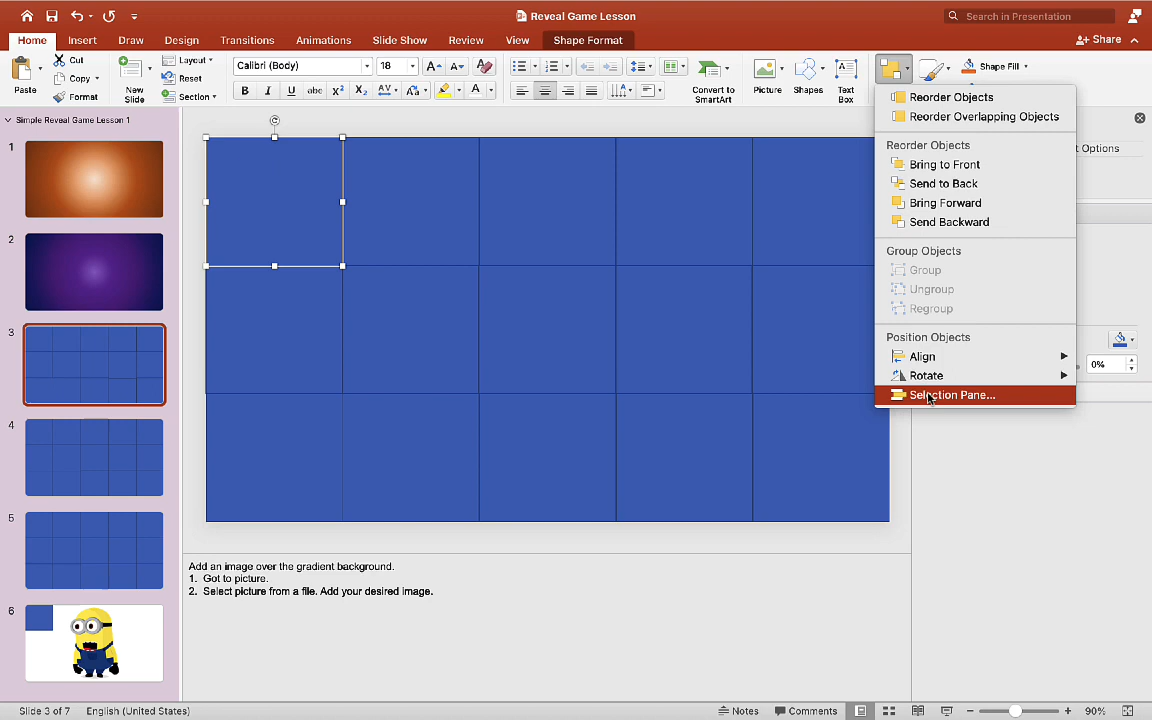 Reveal Game Lesson
Search in Presentation
Home Insert Draw Design Transitions Animations Slide Show Review View Shape Format Share
Paste
Cut
Copy
Format
New Slide
Layout
Reset
Section
Calibri (Body) 18
B I U abc X² X₂ AV Aa A
Convert to SmartArt
Picture
Shapes
Text Box
Shape Fill
Reorder Objects
Reorder Overlapping Objects
Reorder Objects
Bring to Front
Send to Back
Bring Forward
Send Backward
Group Objects
Group
Ungroup
Regroup
Position Objects
Align
Rotate
Selection Pane...
t Options
0%
Simple Reveal Game Lesson 1
1
2
3
4
5
6
Add an image over the gradient background.
1. Got to picture.
2. Select picture from a file. Add your desired image.
Slide 3 of 7 English (United States) Notes Comments 90%